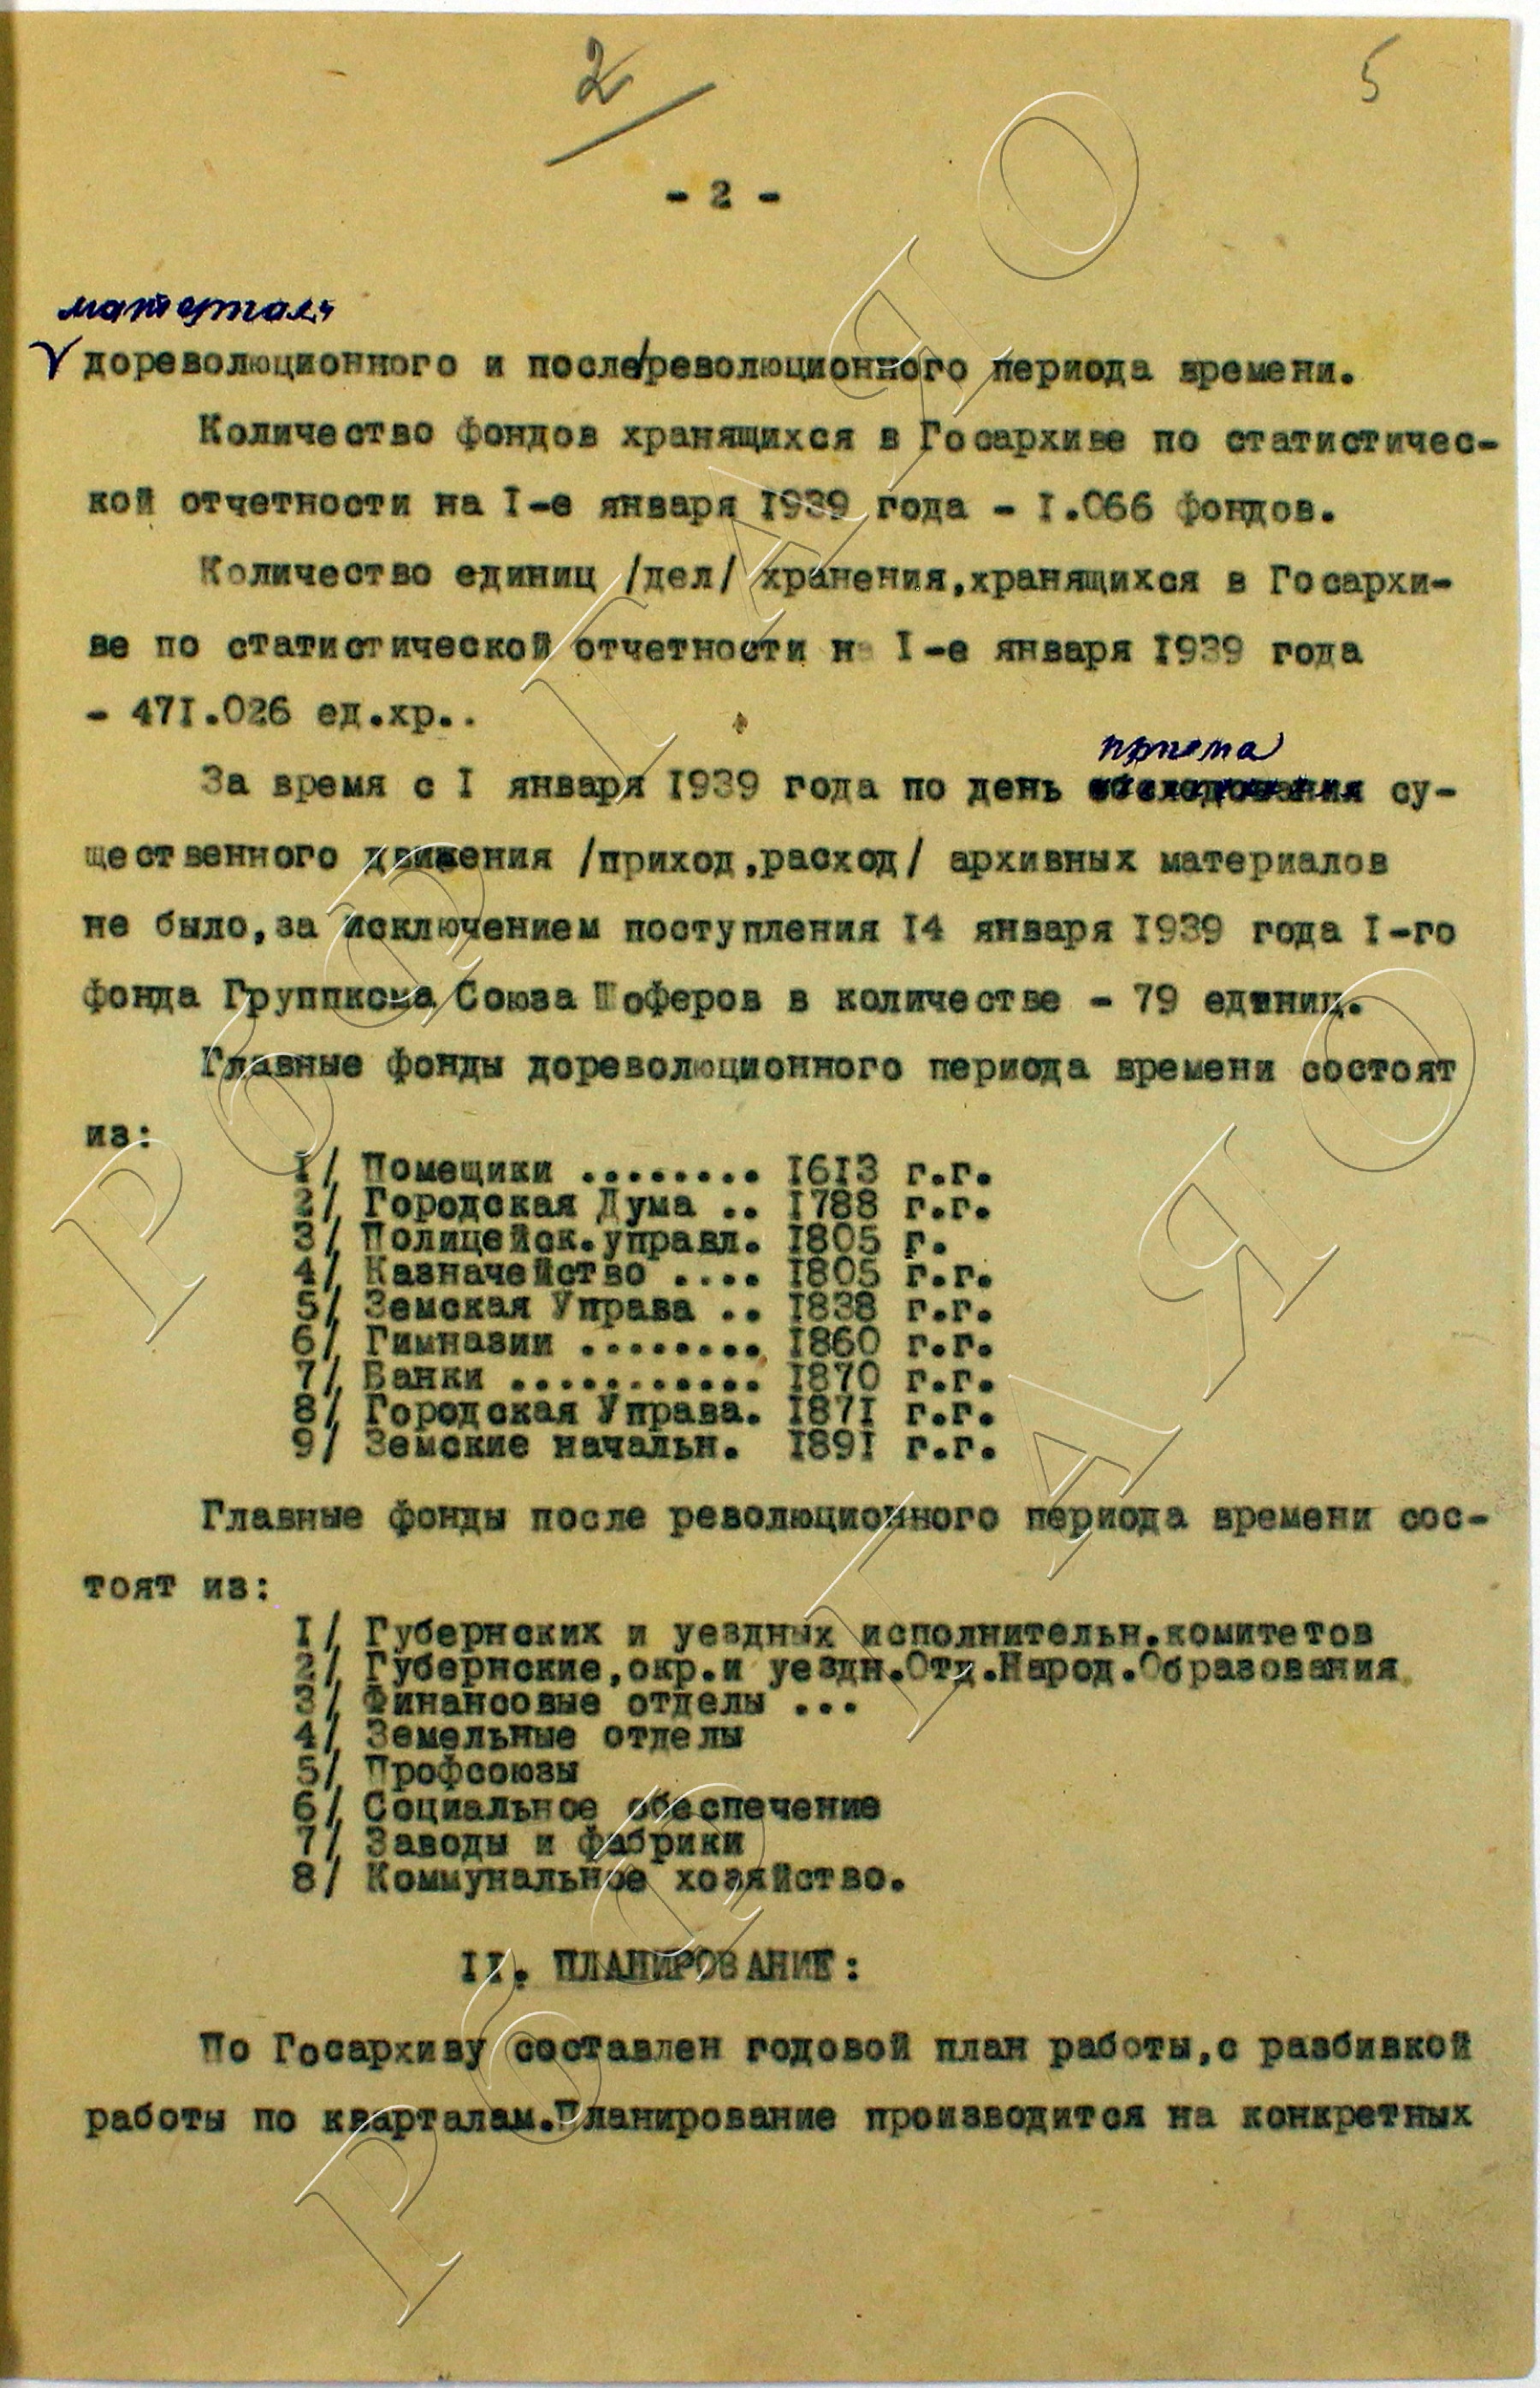 2
5
- 2 -
материалы
дореволюционного и после/революционного периода времени.
Количество фондов хранящихся в Госархиве по статистичес-
кой отчетности на I-е января 1939 года - I.066 фондов.
Количество единиц /дел/ хранения,хранящихся в Госархи-
ве по статистической отчетности на I-е января 1939 года
- 47I.026 ед.хр..
приема
За время с I января 1939 года по день обследования су-
щественного движения /приход,расход/ архивных материалов
не было,за исключением поступления I4 января 1939 года I-го
фонда Группкома Союза Шоферов в количестве - 79 единиц.
Главные фонды дореволюционного периода времени состоят
из:
I/ Помещики ........ I613 г.г.
2/ Городская Дума .. I788 г.г.
3/ Полицейск.управл. I805 г.
4/ Казначейство .... I805 г.г.
5/ Земская Управа .. I838 г.г.
6/ Гимназии ........ I860 г.г.
7/ Банки ........... I870 г.г.
8/ Городская Управа. I87I г.г.
9/ Земские начальн. I89I г.г.
Главные фонды после революционного периода времени сос-
тоят из:
I/ Губернских и уездных исполнительн.комитетов
2/ Губернские,окр.и уездн.Отд.Народ.Образования
3/ Финансовые отделы ...
4/ Земельные отделы
5/ Профсоюзы
6/ Социальное обеспечение
7/ Заводы и фабрики
8/ Коммунальное хозяйство.
II. ПЛАНИРОВАНИЕ:
По Госархиву составлен годовой план работы,с разбивкой
работы по кварталам.Планирование производится на конкретных